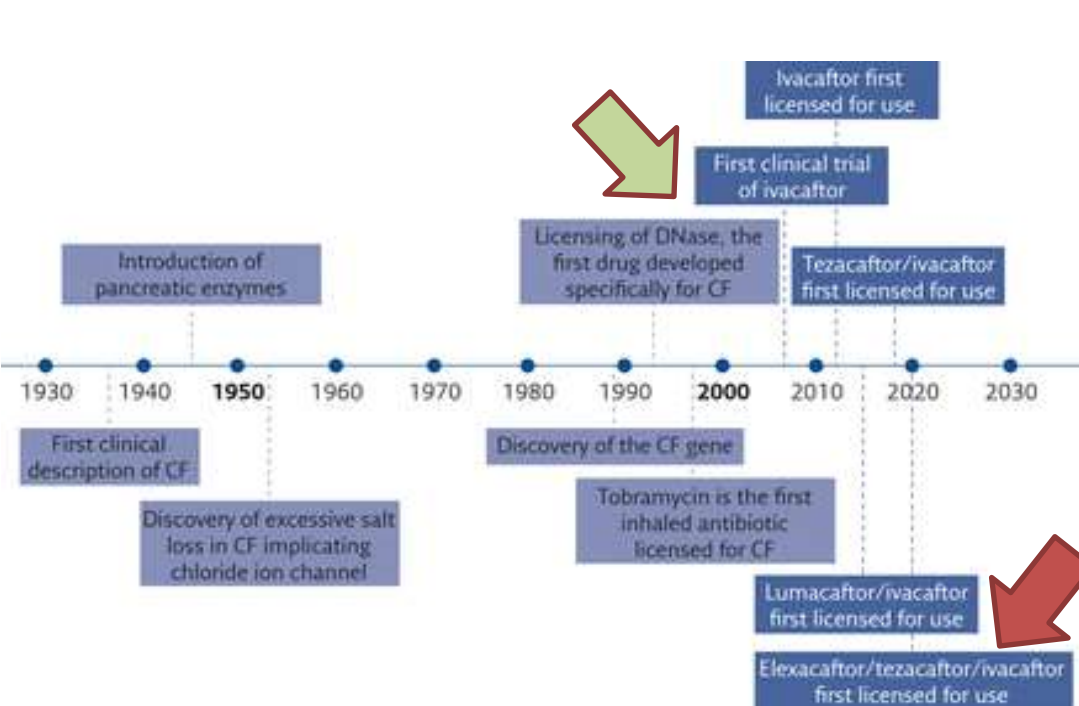 Ivacaftor first
licensed for use
First clinical trial
of ivacaftor
Licensing of DNase, the
first drug developed
specifically for CF
Introduction of
pancreatic enzymes
Tezacaftor/ivacaftor
first licensed for use
1930 1940 1950 1960 1970 1980 1990 2000 2010 2020 2030
First clinical
description of CF
Discovery of the CF gene
Tobramycin is the first
inhaled antibiotic
licensed for CF
Discovery of excessive salt
loss in CF implicating
chloride ion channel
Lumacaftor/ivacaftor
first licensed for use
Elexacaftor/tezacaftor/ivacaftor
first licensed for use